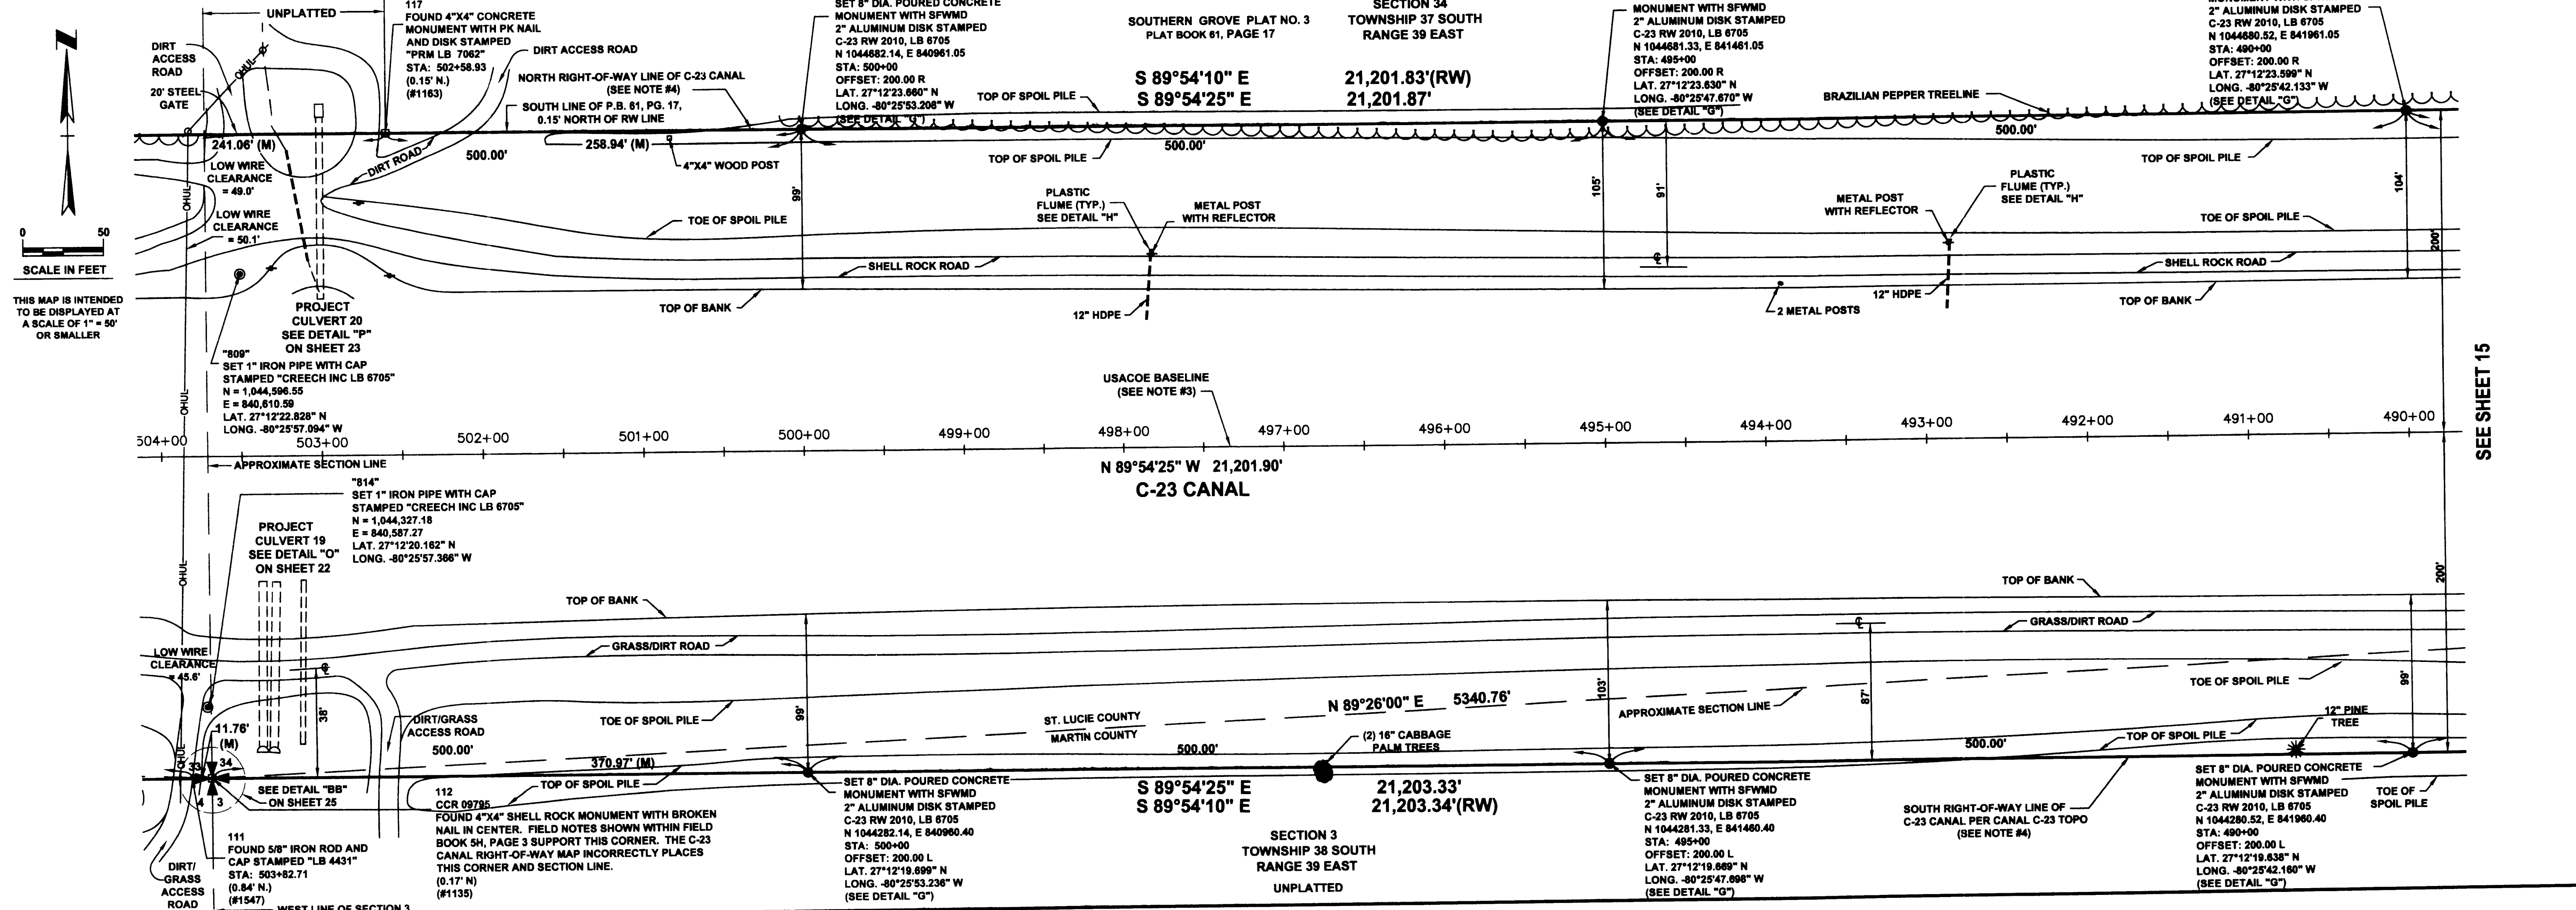 UNPLATTED
117
FOUND 4"X4" CONCRETE
MONUMENT WITH PK NAIL
AND DISK STAMPED
"PRM LB 7062"
STA: 502+58.93
(0.15' N.)
(#1163)
DIRT
ACCESS
ROAD
20' STEEL
GATE
OHUL
DIRT ACCESS ROAD
NORTH RIGHT-OF-WAY LINE OF C-23 CANAL
(SEE NOTE #4)
SOUTH LINE OF P.B. 61, PG. 17,
0.15' NORTH OF RW LINE
SET 8" DIA. POURED CONCRETE
MONUMENT WITH SFWMD
2" ALUMINUM DISK STAMPED
C-23 RW 2010, LB 6705
N 1044682.14, E 840961.05
STA: 500+00
OFFSET: 200.00 R
LAT. 27°12'23.660" N
LONG. -80°25'53.208" W
(SEE DETAIL "G")
SOUTHERN GROVE PLAT NO. 3
PLAT BOOK 61, PAGE 17
SECTION 34
TOWNSHIP 37 SOUTH
RANGE 39 EAST
S 89°54'10" E 21,201.83'(RW)
S 89°54'25" E 21,201.87'
TOP OF SPOIL PILE
MONUMENT WITH SFWMD
2" ALUMINUM DISK STAMPED
C-23 RW 2010, LB 6705
N 1044681.33, E 841461.05
STA: 495+00
OFFSET: 200.00 R
LAT. 27°12'23.630" N
LONG. -80°25'47.670" W
(SEE DETAIL "G")
BRAZILIAN PEPPER TREELINE
2" ALUMINUM DISK STAMPED
C-23 RW 2010, LB 6705
N 1044680.52, E 841961.05
STA: 490+00
OFFSET: 200.00 R
LAT. 27°12'23.599" N
LONG. -80°25'42.133" W
(SEE DETAIL "G")
241.06' (M)
LOW WIRE
CLEARANCE
= 49.0'
LOW WIRE
CLEARANCE
= 50.1'
OHUL
DIRT ROAD
500.00'
258.94' (M)
4"X4" WOOD POST
TOP OF SPOIL PILE
500.00'
500.00'
TOP OF SPOIL PILE
99'
105'
91'
104'
200'
PLASTIC
FLUME (TYP.)
SEE DETAIL "H"
METAL POST
WITH REFLECTOR
METAL POST
WITH REFLECTOR
PLASTIC
FLUME (TYP.)
SEE DETAIL "H"
TOE OF SPOIL PILE
TOE OF SPOIL PILE
SHELL ROCK ROAD
SHELL ROCK ROAD
TOP OF BANK
12" HDPE
2 METAL POSTS
12" HDPE
TOP OF BANK
N
0 50
SCALE IN FEET
THIS MAP IS INTENDED
TO BE DISPLAYED AT
A SCALE OF 1" = 50'
OR SMALLER
PROJECT
CULVERT 20
SEE DETAIL "P"
ON SHEET 23
"809"
SET 1" IRON PIPE WITH CAP
STAMPED "CREECH INC LB 6705"
N = 1,044,596.55
E = 840,610.59
LAT. 27°12'22.828" N
LONG. -80°25'57.094" W
OHUL
USACOE BASELINE
(SEE NOTE #3)
504+00 503+00 502+00 501+00 500+00 499+00 498+00 497+00 496+00 495+00 494+00 493+00 492+00 491+00 490+00
SEE SHEET 15
APPROXIMATE SECTION LINE
N 89°54'25" W 21,201.90'
C-23 CANAL
"814"
SET 1" IRON PIPE WITH CAP
STAMPED "CREECH INC LB 6705"
N = 1,044,327.18
E = 840,587.27
LAT. 27°12'20.162" N
LONG. -80°25'57.366" W
PROJECT
CULVERT 19
SEE DETAIL "O"
ON SHEET 22
OHUL
TOP OF BANK
TOP OF BANK
200'
GRASS/DIRT ROAD
GRASS/DIRT ROAD
LOW WIRE
CLEARANCE
= 45.6'
38'
99'
103'
87'
99'
N 89°26'00" E 5340.76'
APPROXIMATE SECTION LINE
TOE OF SPOIL PILE
12" PINE
TREE
DIRT/GRASS
ACCESS ROAD
TOE OF SPOIL PILE
ST. LUCIE COUNTY
MARTIN COUNTY
(2) 16" CABBAGE
PALM TREES
TOP OF SPOIL PILE
11.76'
(M)
500.00'
500.00'
500.00'
370.97' (M)
OHUL
33 34
4 3
SEE DETAIL "BB"
ON SHEET 25
TOP OF SPOIL PILE
112
CCR 09795
FOUND 4"X4" SHELL ROCK MONUMENT WITH BROKEN
NAIL IN CENTER. FIELD NOTES SHOWN WITHIN FIELD
BOOK 5H, PAGE 3 SUPPORT THIS CORNER. THE C-23
CANAL RIGHT-OF-WAY MAP INCORRECTLY PLACES
THIS CORNER AND SECTION LINE.
(0.17' N)
(#1135)
111
FOUND 5/8" IRON ROD AND
CAP STAMPED "LB 4431"
STA: 503+82.71
(0.84' N.)
(#1547)
DIRT/
GRASS
ACCESS
ROAD
WEST LINE OF SECTION 3
SET 8" DIA. POURED CONCRETE
MONUMENT WITH SFWMD
2" ALUMINUM DISK STAMPED
C-23 RW 2010, LB 6705
N 1044282.14, E 840960.40
STA: 500+00
OFFSET: 200.00 L
LAT. 27°12'19.699" N
LONG. -80°25'53.236" W
(SEE DETAIL "G")
S 89°54'25" E 21,203.33'
S 89°54'10" E 21,203.34'(RW)
SECTION 3
TOWNSHIP 38 SOUTH
RANGE 39 EAST
UNPLATTED
SET 8" DIA. POURED CONCRETE
MONUMENT WITH SFWMD
2" ALUMINUM DISK STAMPED
C-23 RW 2010, LB 6705
N 1044281.33, E 841460.40
STA: 495+00
OFFSET: 200.00 L
LAT. 27°12'19.669" N
LONG. -80°25'47.698" W
(SEE DETAIL "G")
SOUTH RIGHT-OF-WAY LINE OF
C-23 CANAL PER CANAL C-23 TOPO
(SEE NOTE #4)
SET 8" DIA. POURED CONCRETE
MONUMENT WITH SFWMD
2" ALUMINUM DISK STAMPED
C-23 RW 2010, LB 6705
N 1044280.52, E 841960.40
STA: 490+00
OFFSET: 200.00 L
LAT. 27°12'19.638" N
LONG. -80°25'42.160" W
(SEE DETAIL "G")
TOE OF
SPOIL PILE